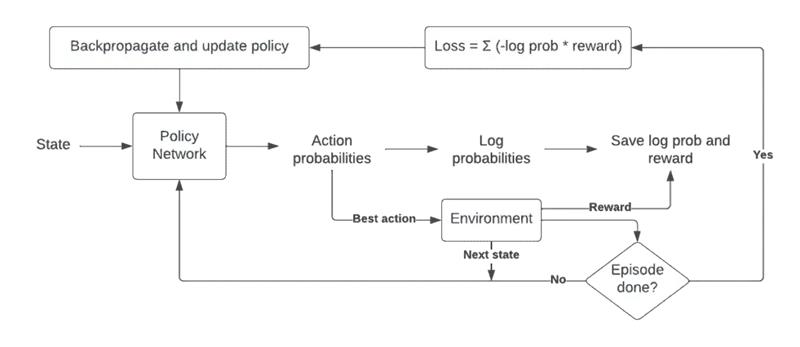 Backpropagate and update policy
Loss = Σ (-log prob * reward)
State
Policy
Network
Action
probabilities
Log
probabilities
Save log prob and
reward
Yes
Best action
Environment
Reward
Next state
No
Episode
done?